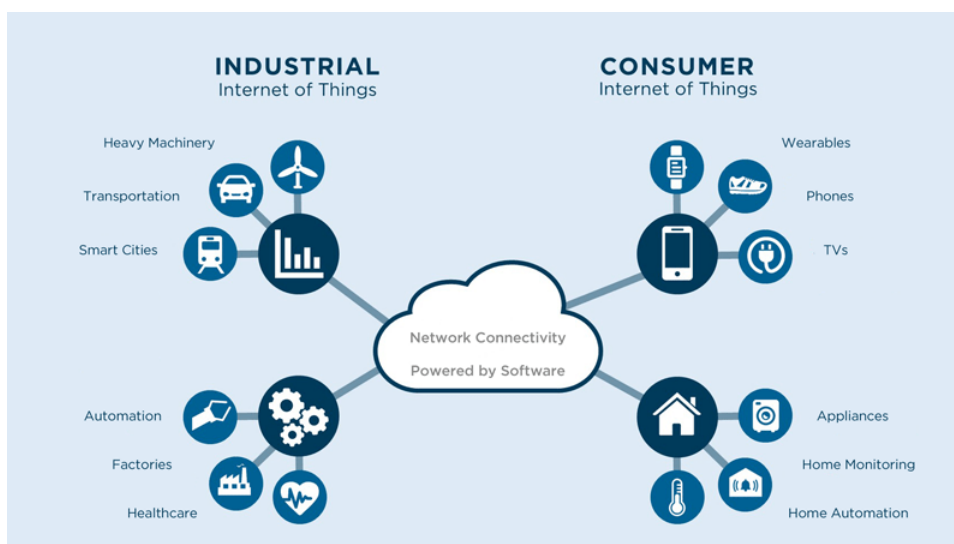 INDUSTRIAL
Internet of Things
CONSUMER
Internet of Things
Heavy Machinery
Transportation
Smart Cities
Wearables
Phones
TVs
Network Connectivity
Powered by Software
Automation
Factories
Healthcare
Appliances
Home Monitoring
Home Automation